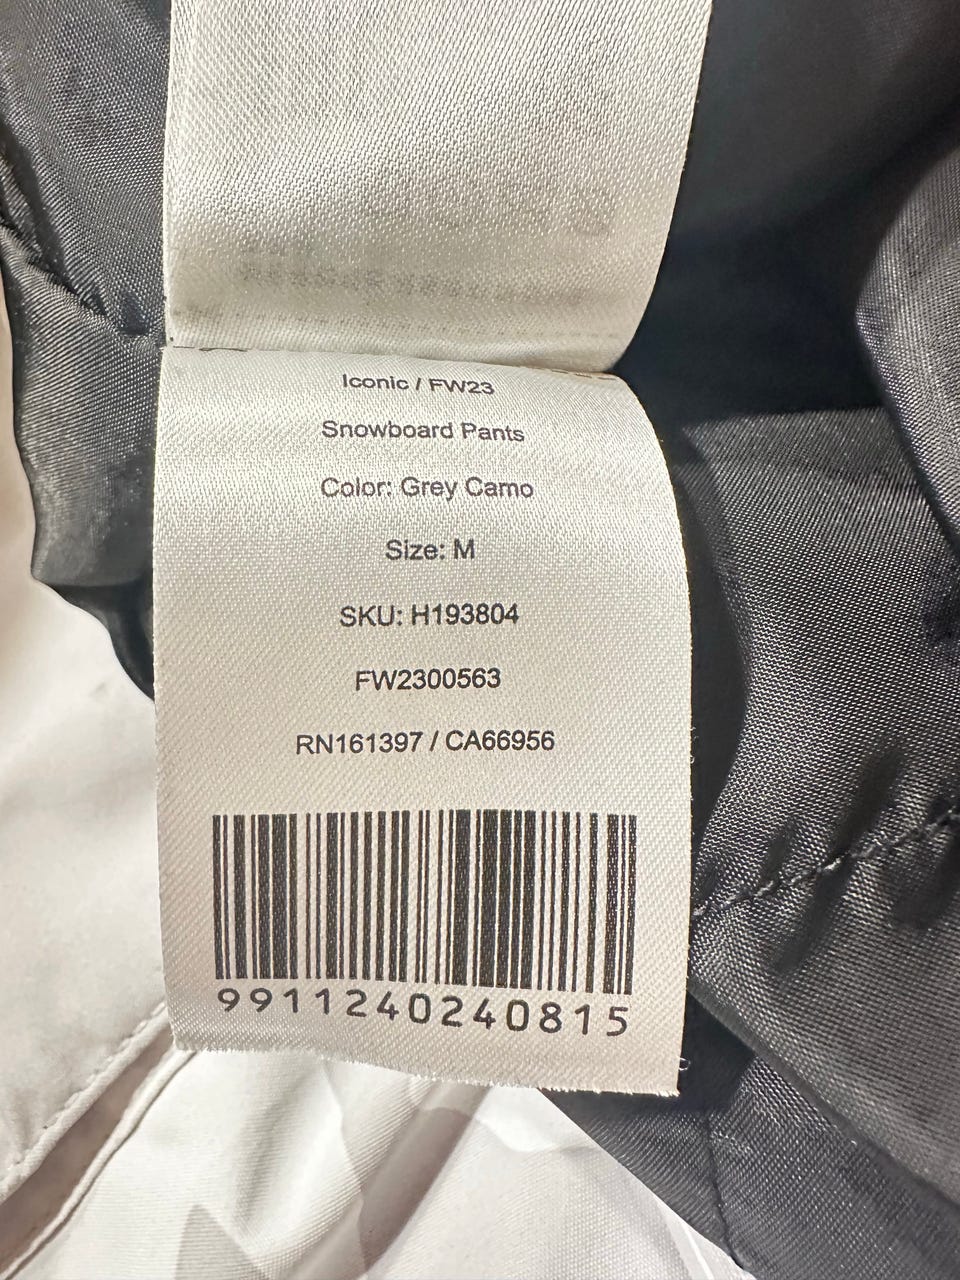 Iconic / FW23
Snowboard Pants
Color: Grey Camo
Size: M
SKU: H193804
FW2300563
RN161397 / CA66956
9911240240815